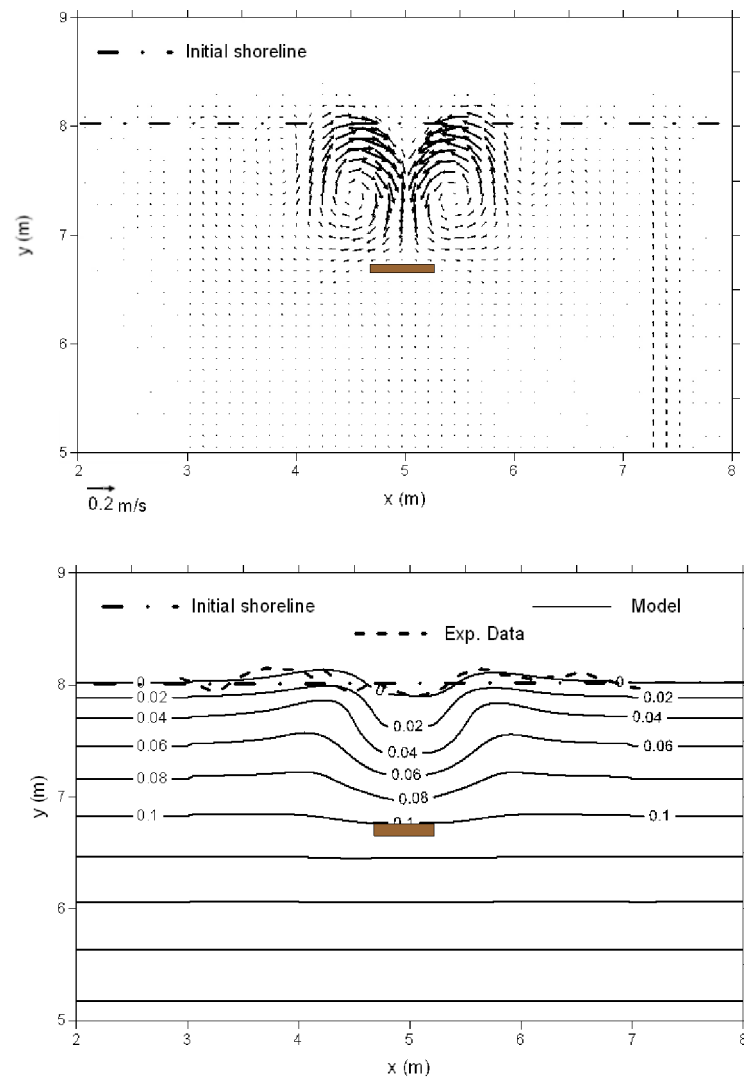 9
Initial shoreline
8
7
y (m)
6
5
2 3 4 5 6 7 8
0.2 m/s
x (m)
9
Initial shoreline Model
Exp. Data
8 0 0 0
0.02 0.02 0.02
0.04 0.04 0.04
0.06 0.06 0.06
0.08 0.08
7
y (m)
0.1 0.1 0.1
6
5
2 3 4 5 6 7 8
x (m)